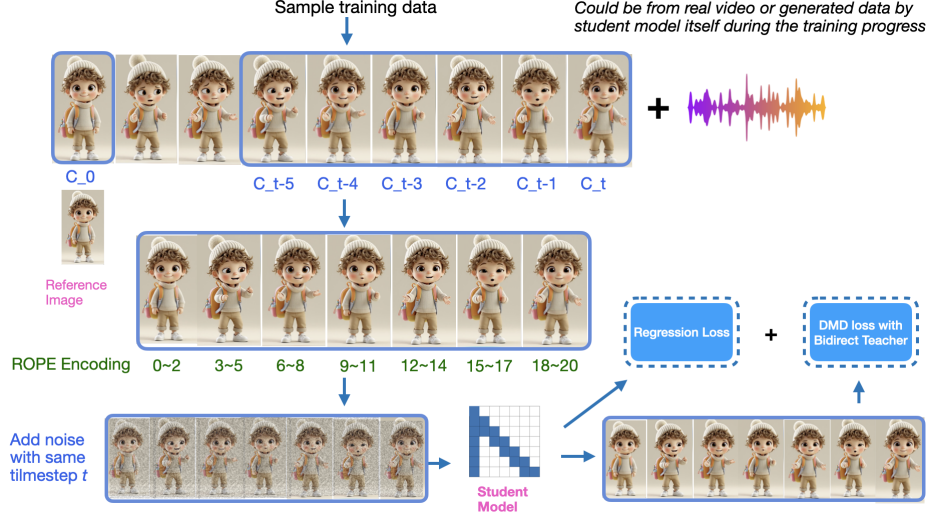 Sample training data
Could be from real video or generated data by
student model itself during the training progress
+
C_0
C_t-5
C_t-4
C_t-3
C_t-2
C_t-1
C_t
Reference
Image
ROPE Encoding
0~2
3~5
6~8
9~11
12~14
15~17
18~20
Regression Loss
+
DMD loss with
Bidirect Teacher
Add noise
with same
tilmestep t
Student
Model